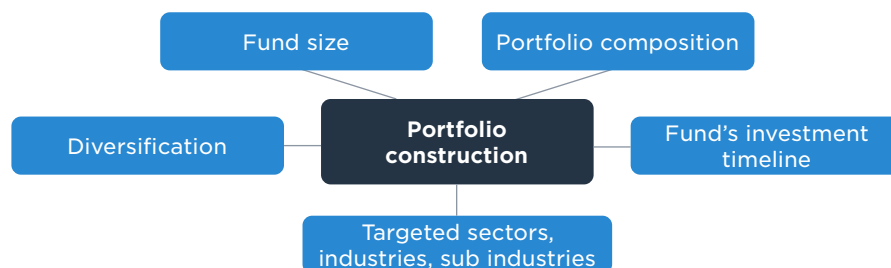 Fund size
Portfolio composition
Diversification
Portfolio
construction
Fund's investment
timeline
Targeted sectors,
industries, sub industries